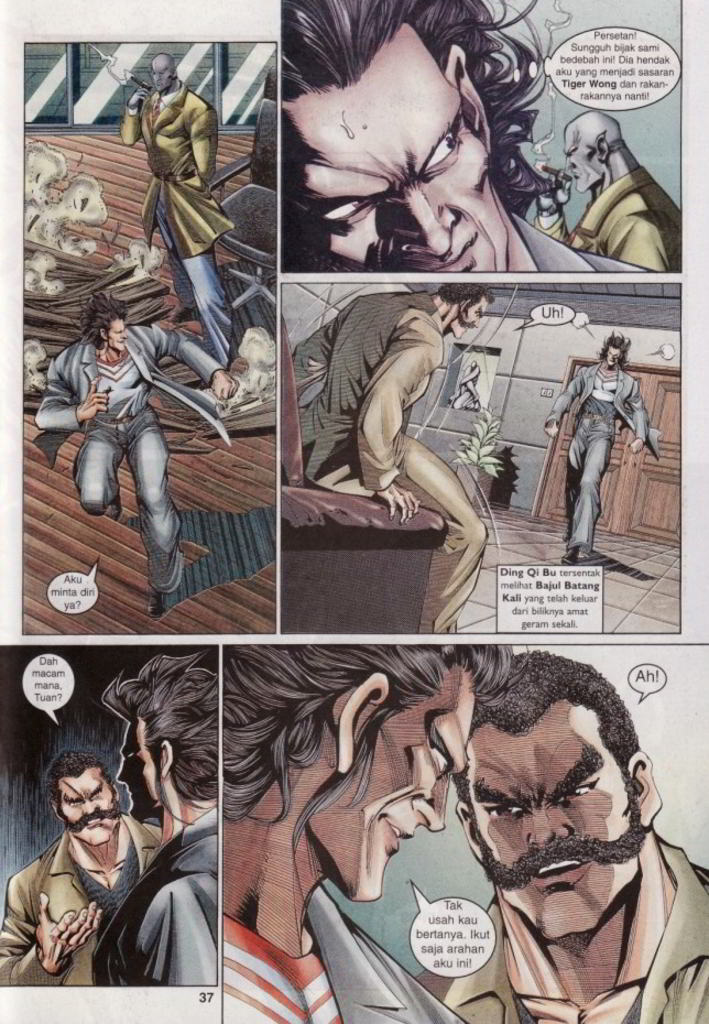 Aku
minta diri
ya?
Persetan!
Sungguh bijak sami
bedebah ini! Dia hendak
aku yang menjadi sasaran
Tiger Wong dan rakan-
rakannya nanti!
Uh!
Ding Qi Bu tersentak
melihat Bajul Batang
Kali yang telah keluar
dari biliknya amat
geram sekali.
Dah
macam
mana,
Tuan?
Ah!
Tak
usah kau
bertanya. Ikut
saja arahan
aku ini!
37